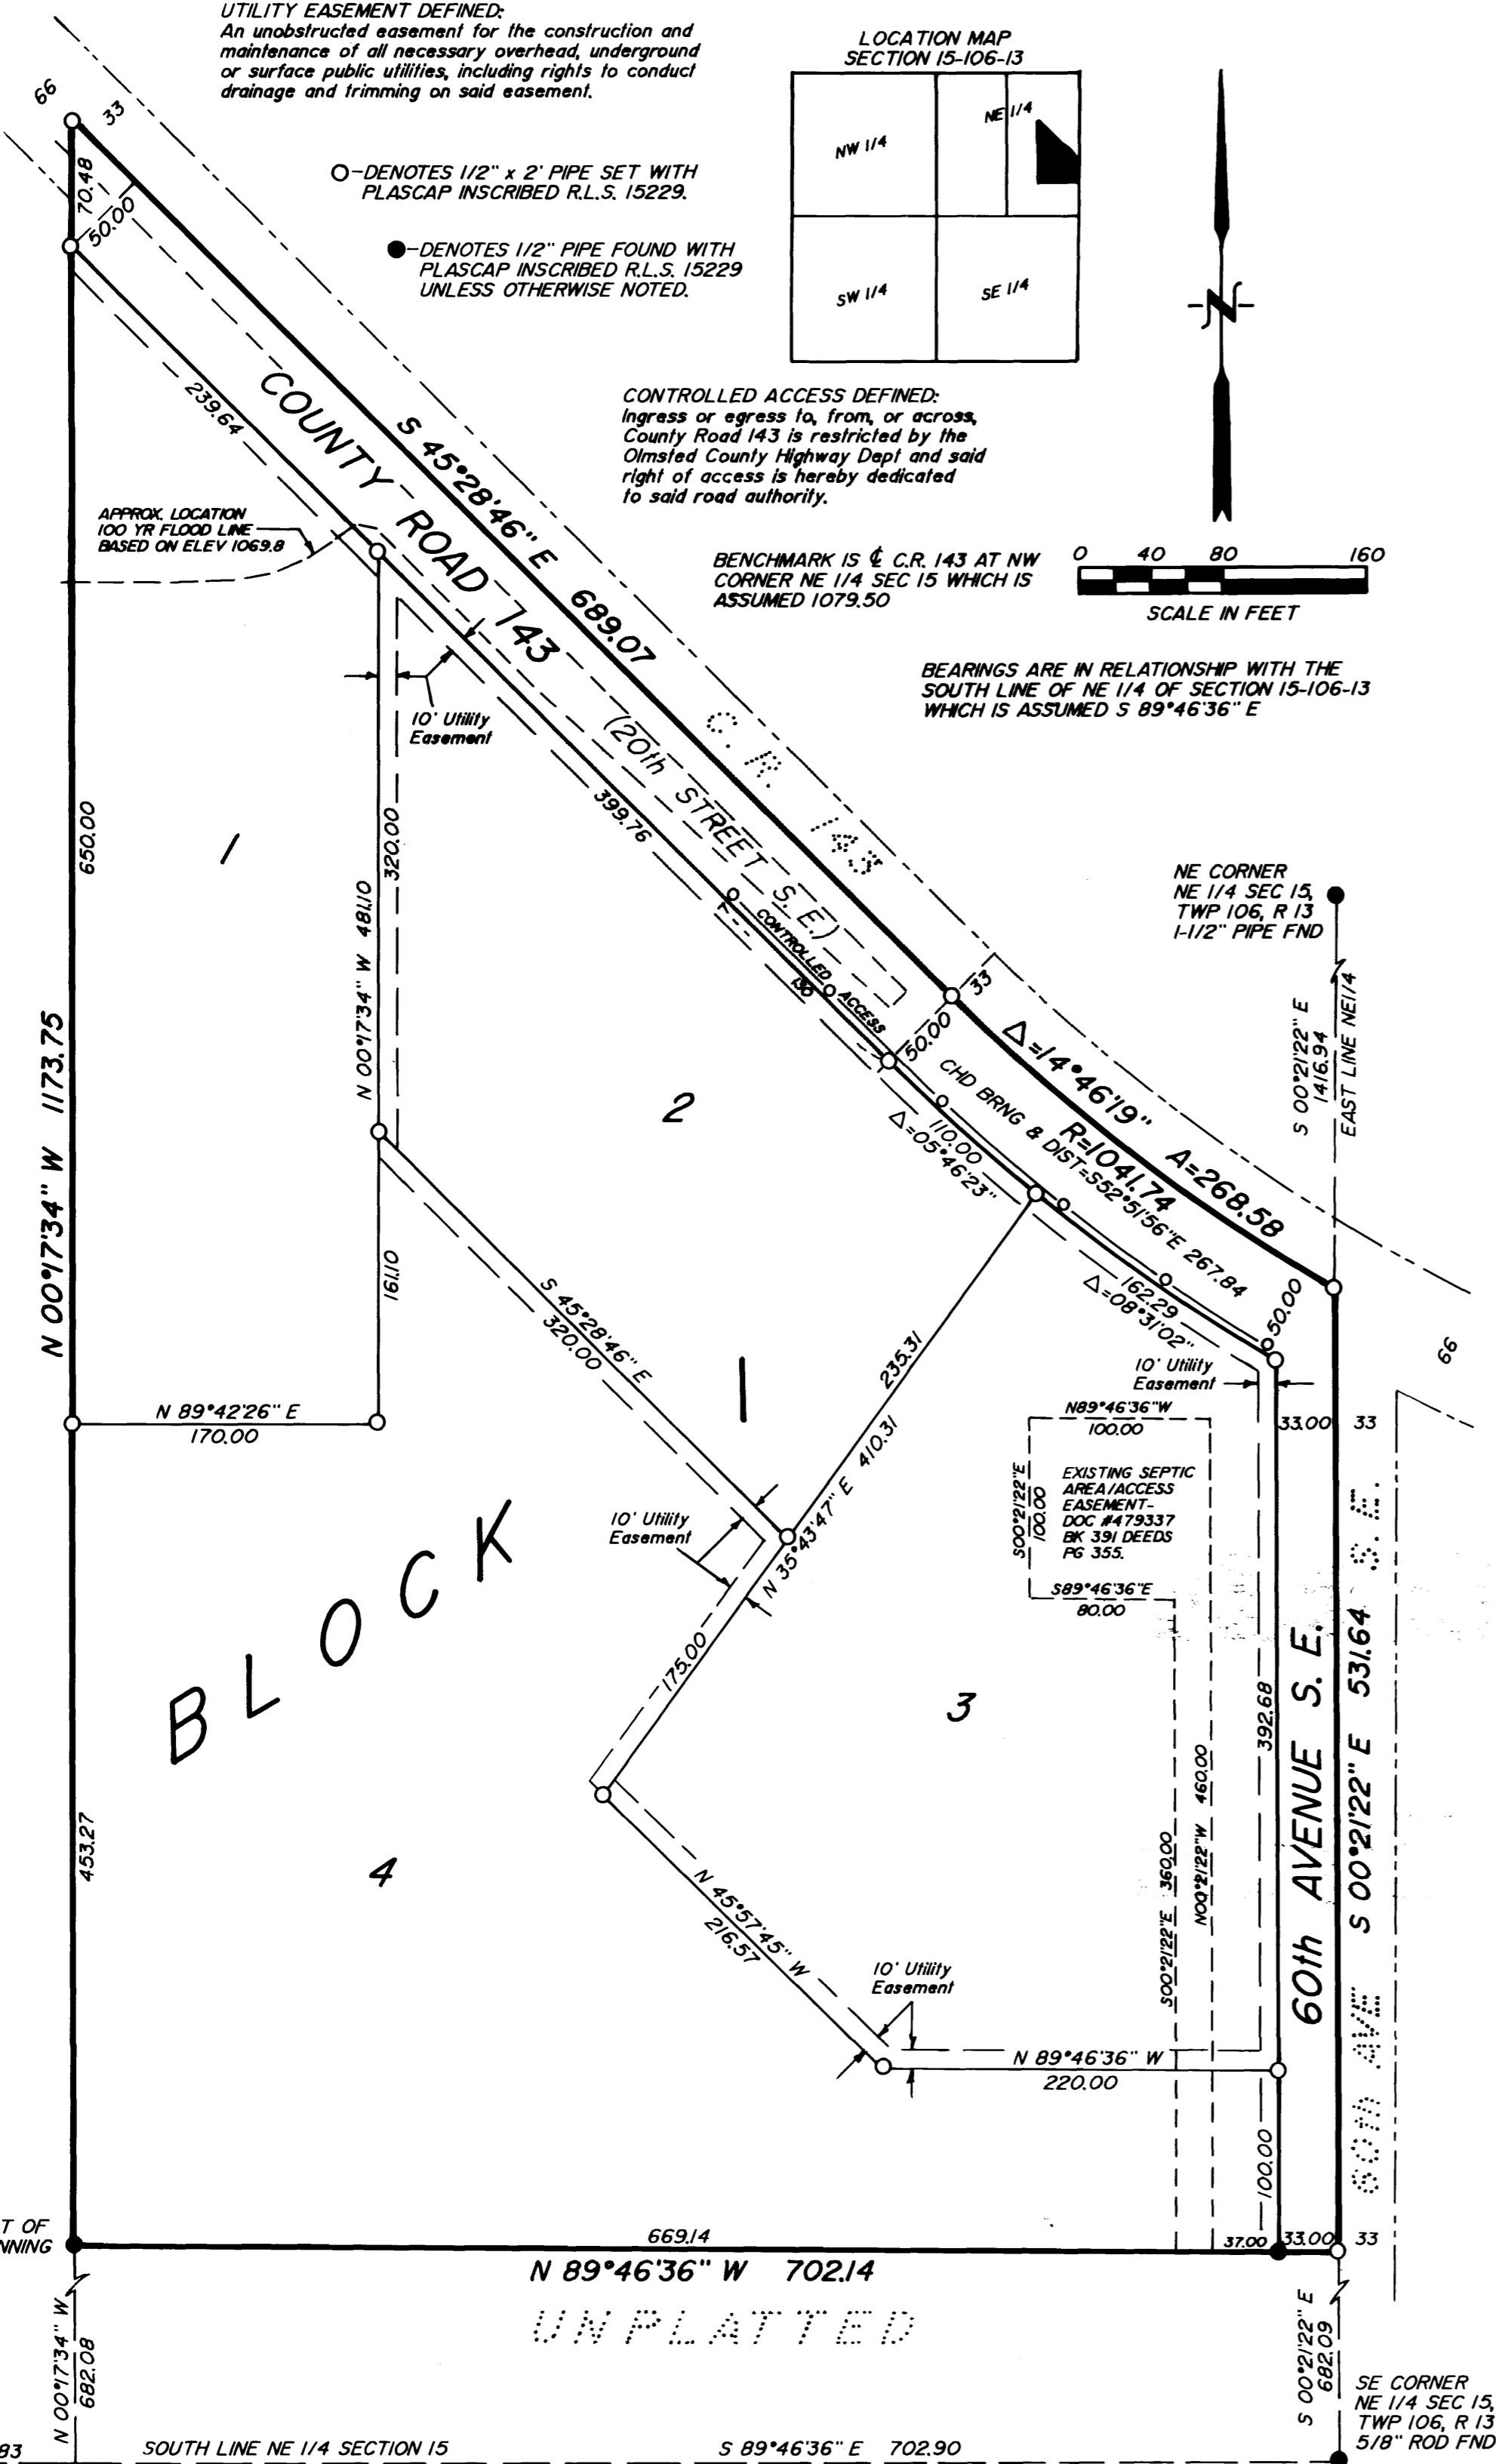 UTILITY EASEMENT DEFINED:
An unobstructed easement for the construction and
maintenance of all necessary overhead, underground
or surface public utilities, including rights to conduct
drainage and trimming on said easement.
LOCATION MAP
SECTION 15-106-13
NW 1/4
NE 1/4
SW 1/4
SE 1/4
O-DENOTES 1/2" x 2' PIPE SET WITH
PLASCAP INSCRIBED R.L.S. 15229.
●-DENOTES 1/2" PIPE FOUND WITH
PLASCAP INSCRIBED R.L.S. 15229
UNLESS OTHERWISE NOTED.
N
66
33
70.48
50.00
239.64
CONTROLLED ACCESS DEFINED:
Ingress or egress to, from, or across,
County Road 143 is restricted by the
Olmsted County Highway Dept and said
right of access is hereby dedicated
to said road authority.
COUNTY ROAD 143
(20th STREET S. E.)
S 45°28'46" E 689.07
APPROX. LOCATION
100 YR FLOOD LINE
BASED ON ELEV 1069.8
BENCHMARK IS ℄ C.R. 143 AT NW
CORNER NE 1/4 SEC 15 WHICH IS
ASSUMED 1079.50
0 40 80 160
SCALE IN FEET
BEARINGS ARE IN RELATIONSHIP WITH THE
SOUTH LINE OF NE 1/4 OF SECTION 15-106-13
WHICH IS ASSUMED S 89°46'36" E
10' Utility
Easement
C. R. 143
399.76
650.00
1
320.00
N 00°17'34" W 481.10
CONTROLLED ACCESS
130
NE CORNER
NE 1/4 SEC 15,
TWP 106, R 13
1-1/2" PIPE FND
S 00°21'22" E
1416.94
EAST LINE NE1/4
33
50.00
Δ=14°46'19"
R=1041.74 A=268.58
CHD BRNG & DIST=S52°51'56"E 267.84
110.00
Δ=05°46'23"
2
N 00°17'34" W 1173.75
161.10
162.29
Δ=08°31'02"
50.00
66
S 45°28'46" E
320.00
235.31
N 35°43'47" E 410.31
10' Utility
Easement
N 89°42'26" E
170.00
1
N89°46'36"W
100.00
33.00
33
S00°21'22"E
100.00
EXISTING SEPTIC
AREA/ACCESS
EASEMENT-
DOC #479337
BK 391 DEEDS
PG 355.
S89°46'36"E
80.00
10' Utility
Easement
BLOCK
175.00
3
392.68
60th AVENUE S. E.
S 00°21'22" E 531.64
60th AVE S.E.
N00°21'22"W 460.00
S00°21'22"E 360.00
453.27
4
N 45°57'45" W
216.57
10' Utility
Easement
N 89°46'36" W
220.00
100.00
T OF
NNING
669.14
37.00
33.00
33
N 89°46'36" W 702.14
UNPLATTED
N 00°17'34" W
682.08
S 00°21'22" E
682.09
SE CORNER
NE 1/4 SEC 15,
TWP 106, R 13
5/8" ROD FND
83
SOUTH LINE NE 1/4 SECTION 15
S 89°46'36" E 702.90